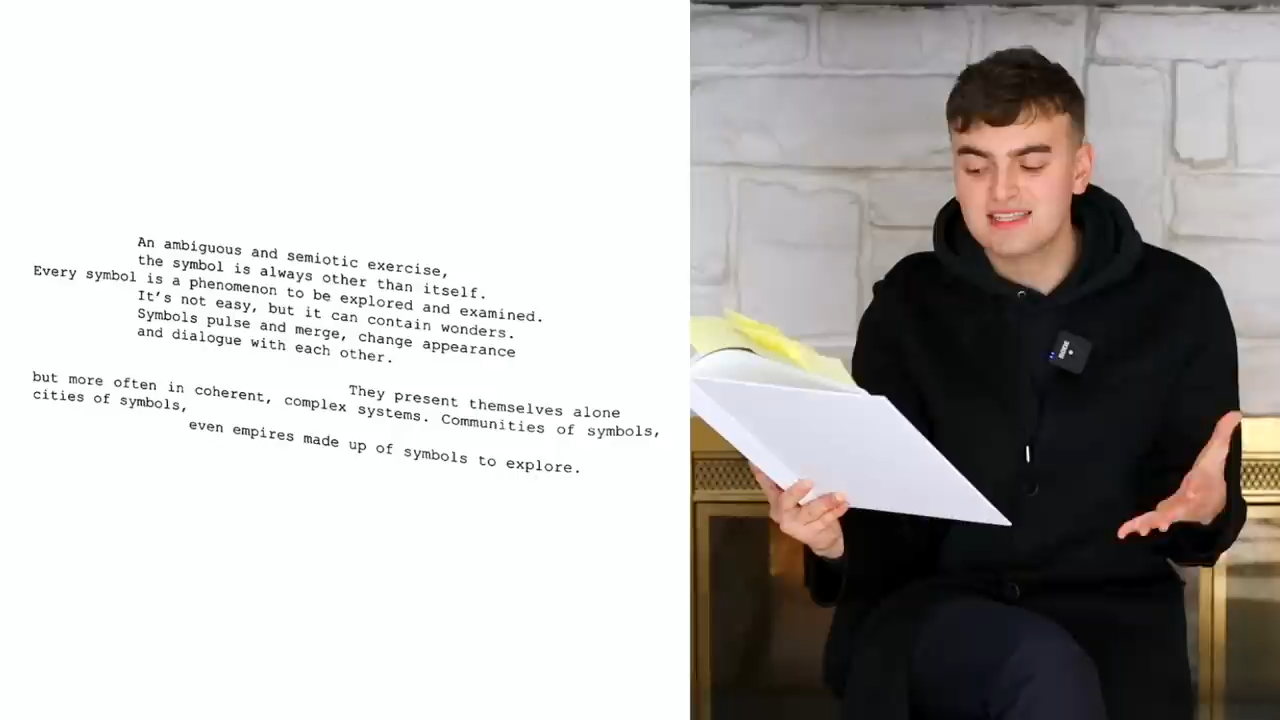 An ambiguous and semiotic exercise,
the symbol is always other than itself.
Every symbol is a phenomenon to be explored and examined.
It's not easy, but it can contain wonders.
Symbols pulse and merge, change appearance
and dialogue with each other.
They present themselves alone
but more often in coherent, complex systems. Communities of symbols,
cities of symbols,
even empires made up of symbols to explore.
RODE